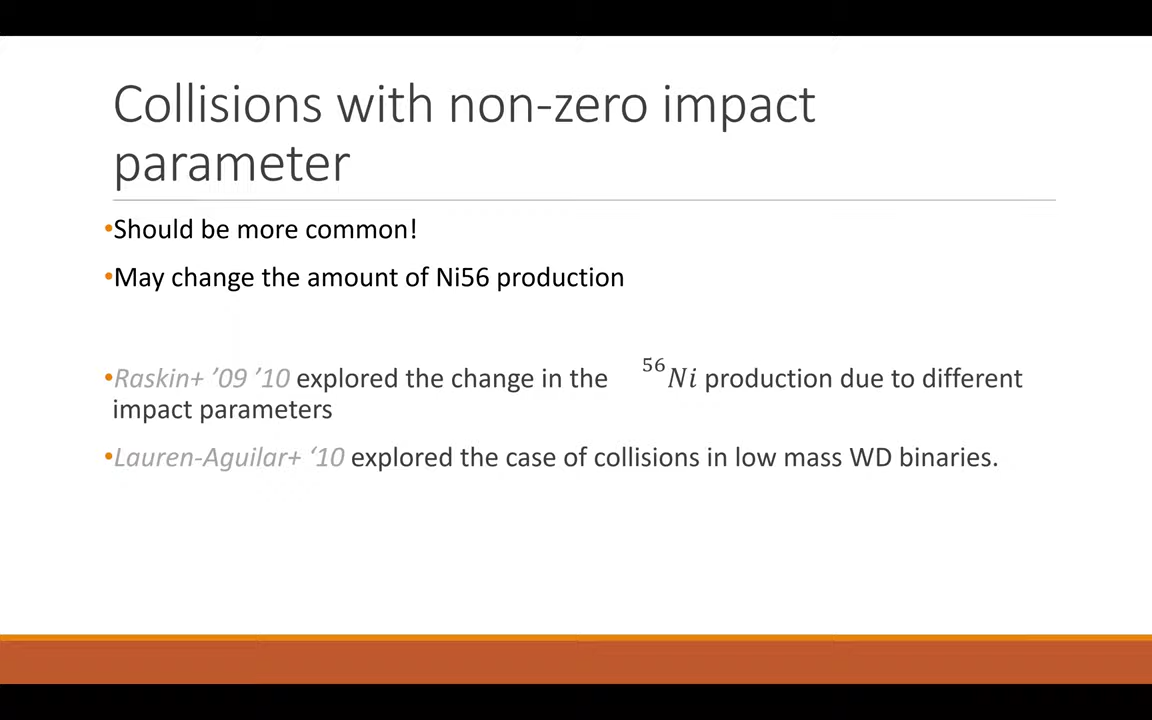 Collisions with non-zero impact
parameter
•Should be more common!
•May change the amount of Ni56 production
•Raskin+ ’09 ’10 explored the change in the ⁵⁶Ni production due to different
impact parameters
•Lauren-Aguilar+ ‘10 explored the case of collisions in low mass WD binaries.